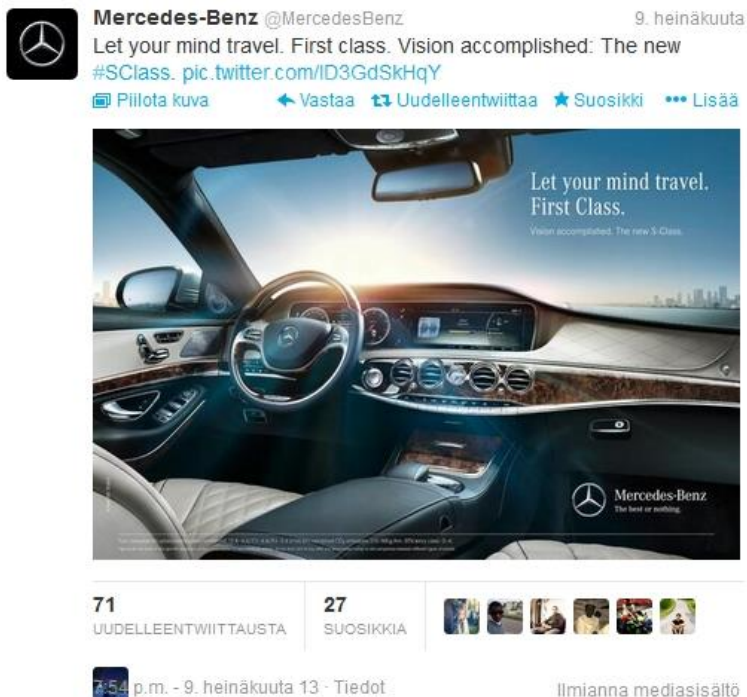 Mercedes-Benz @MercedesBenz 9. heinäkuuta
Let your mind travel. First class. Vision accomplished: The new
#SClass. pic.twitter.com/ID3GdSkHqY
Piilota kuva Vastaa Uudelleentwiittaa Suosikki Lisää
Let your mind travel.
First Class.
Vision accomplished. The new S-Class.
Mercedes-Benz
The best or nothing.
71 27
UUDELLEENTWIITTAUSTA SUOSIKKIA
7:54 p.m. - 9. heinäkuuta 13 · Tiedot Ilmianna mediasisältö